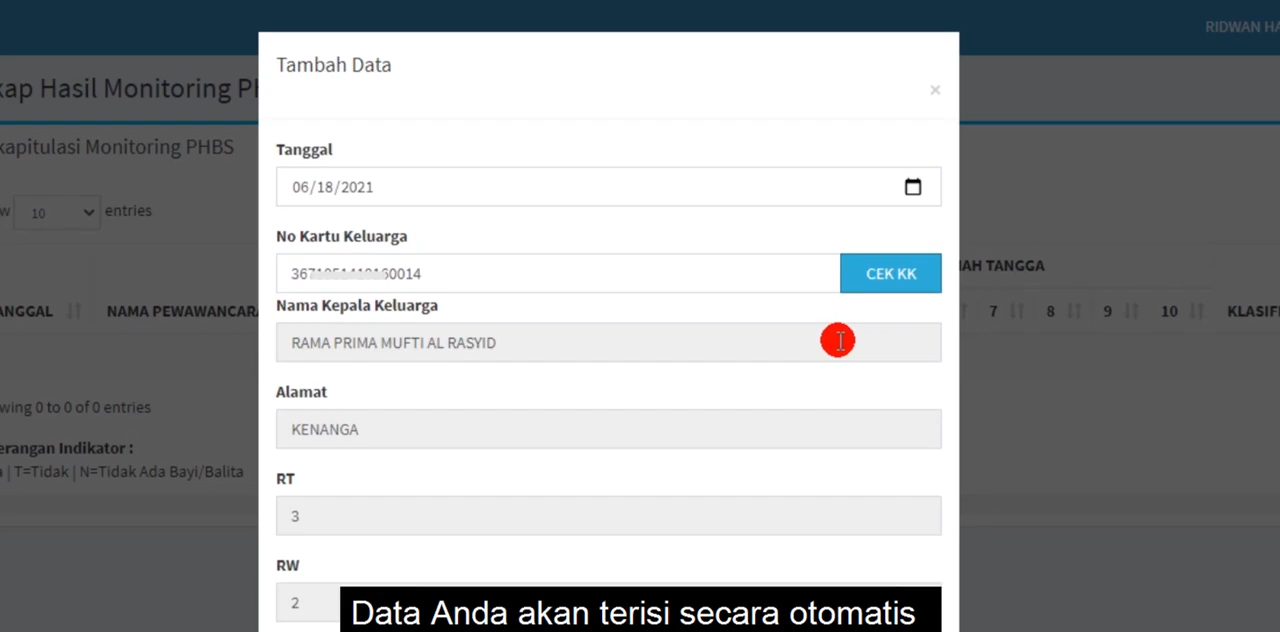 RIDWAN HA
Tambah Data
×
kap Hasil Monitoring PH
kapitulasi Monitoring PHBS
Tanggal
06/18/2021
w 10 entries
No Kartu Keluarga
CEK KK
Nama Kepala Keluarga
AH TANGGA
ANGGAL NAMA PEWAWANCARA 7 8 9 10 KLASIFI
RAMA PRIMA MUFTI AL RASYID
Alamat
wing 0 to 0 of 0 entries
KENANGA
erangan Indikator :
a | T=Tidak | N=Tidak Ada Bayi/Balita
RT
3
RW
2
Data Anda akan terisi secara otomatis